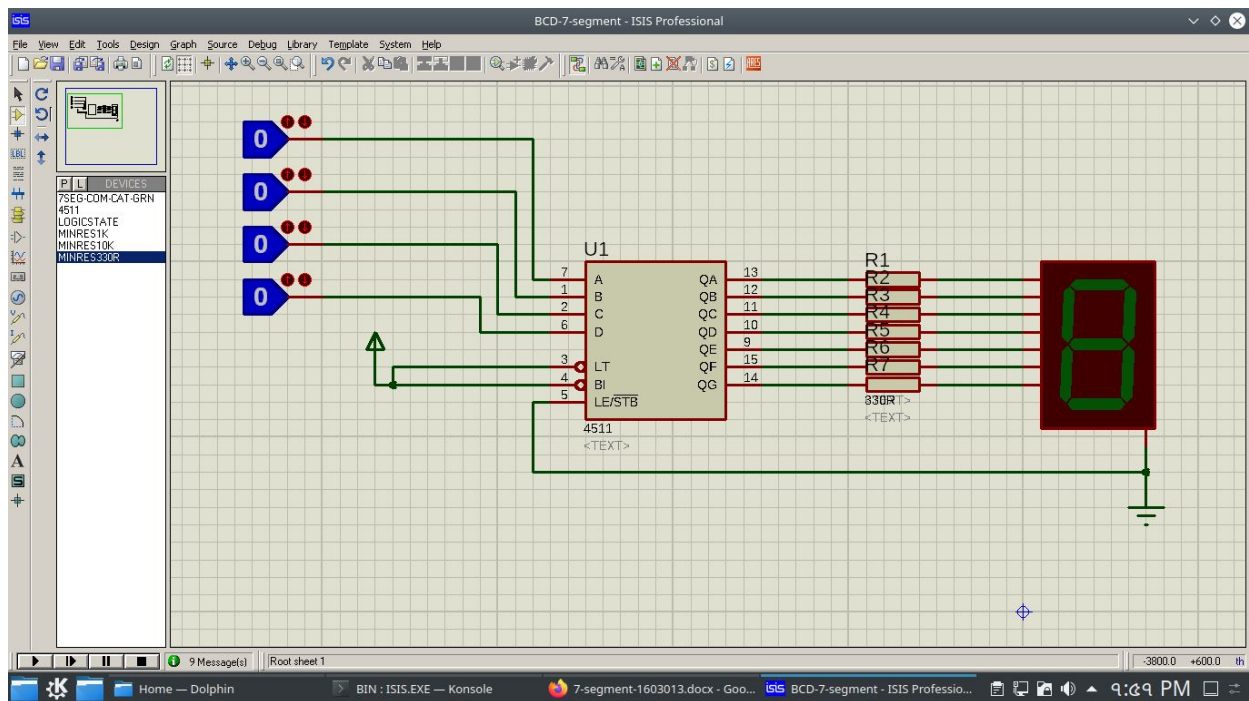 isis
BCD-7-segment - ISIS Professional
File View Edit Tools Design Graph Source Debug Library Template System Help
P L DEVICES
7SEG-COM-CAT-GRN
4511
LOGICSTATE
MINRES1K
MINRES10K
MINRES330R
0
0
0
0
U1
7 A QA 13
1 B QB 12
2 C QC 11
6 D QD 10
QE 9
3 LT QF 15
4 BI QG 14
5 LE/STB
4511
<TEXT>
R1
R2
R3
R4
R5
R6
R7
330R
<TEXT>
9 Message(s)
Root sheet 1
-3800.0 +600.0 th
Home — Dolphin
BIN : ISIS.EXE — Konsole
7-segment-1603013.docx - Goo...
isis BCD-7-segment - ISIS Professio...
৭:৫৭ PM